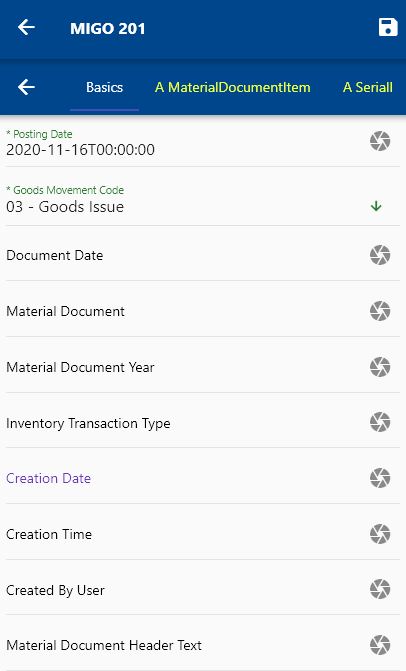 MIGO 201
Basics A MaterialDocumentItem A Seriall
* Posting Date
2020-11-16T00:00:00
* Goods Movement Code
03 - Goods Issue
Document Date
Material Document
Material Document Year
Inventory Transaction Type
Creation Date
Creation Time
Created By User
Material Document Header Text